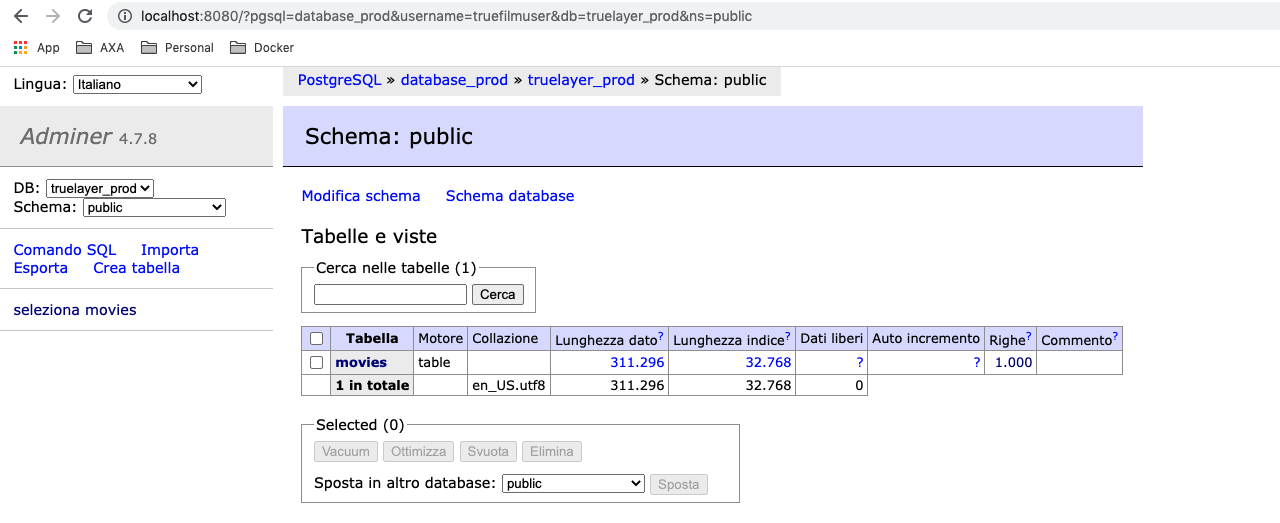 localhost:8080/?pgsql=database_prod&username=truefilmuser&db=truelayer_prod&ns=public
App AXA Personal Docker
Lingua: Italiano
PostgreSQL » database_prod » truelayer_prod » Schema: public
Adminer 4.7.8
Schema: public
DB: truelayer_prod
Schema: public
Modifica schema Schema database
Comando SQL Importa
Esporta Crea tabella
seleziona movies
Tabelle e viste
Cerca nelle tabelle (1)
Cerca
Tabella Motore Collazione Lunghezza dato? Lunghezza indice? Dati liberi Auto incremento Righe? Commento?
movies table 311.296 32.768 ? ? 1.000
1 in totale en_US.utf8 311.296 32.768 0
Selected (0)
Vacuum Ottimizza Svuota Elimina
Sposta in altro database: public Sposta